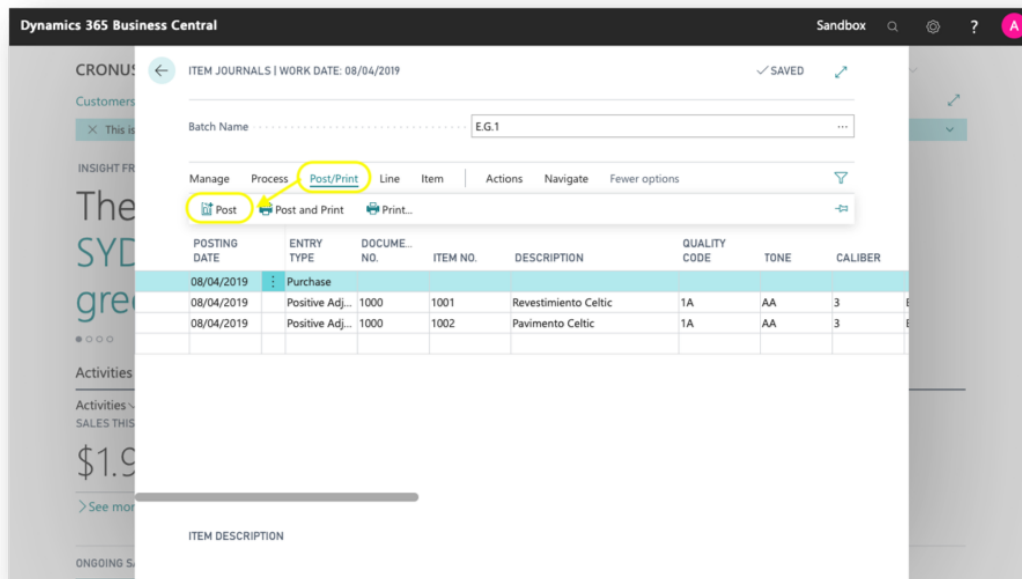 Dynamics 365 Business Central Sandbox ? A
CRONUS
ITEM JOURNALS | WORK DATE: 08/04/2019 ✓ SAVED
Customers
This is
Batch Name E.G.1 ...
INSIGHT FR
The
SYD
gre
Manage Process Post/Print Line Item Actions Navigate Fewer options
Post Post and Print Print...
POSTING DATE ENTRY TYPE DOCUME... NO. ITEM NO. DESCRIPTION QUALITY CODE TONE CALIBER
08/04/2019 Purchase
08/04/2019 Positive Adj... 1000 1001 Revestimiento Celtic 1A AA 3
08/04/2019 Positive Adj... 1000 1002 Pavimento Celtic 1A AA 3
Activities
Activities
SALES THIS
$1.9
See mor
ITEM DESCRIPTION
ONGOING SA